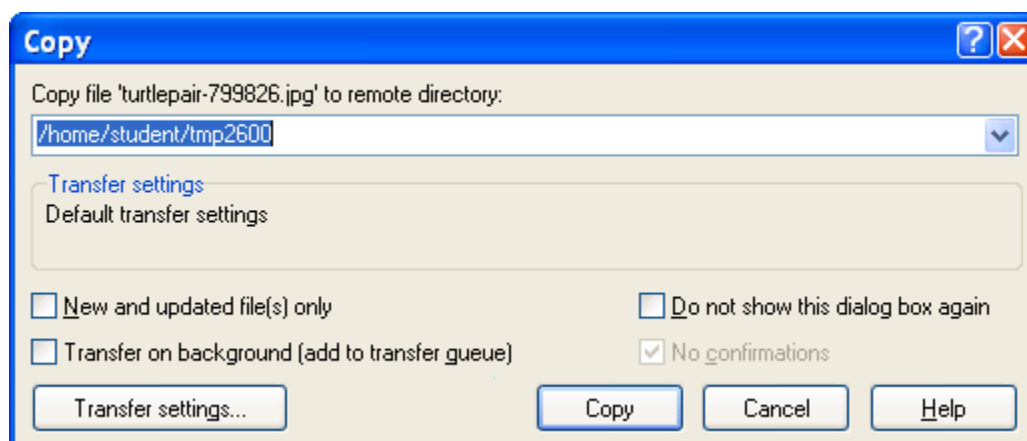 Copy
Copy file 'turtlepair-799826.jpg' to remote directory:
/home/student/tmp2600
Transfer settings
Default transfer settings
New and updated file(s) only
Do not show this dialog box again
Transfer on background (add to transfer queue)
No confirmations
Transfer settings...
Copy
Cancel
Help